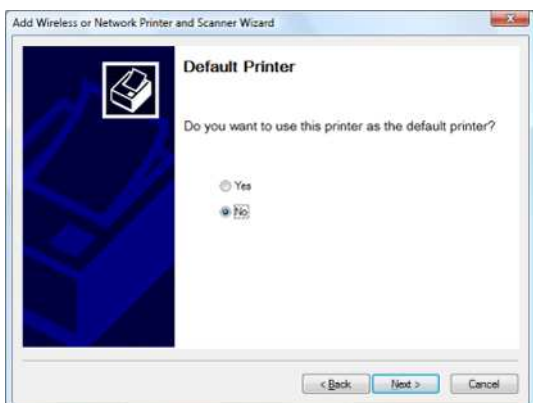 Add Wireless or Network Printer and Scanner Wizard
Default Printer
Do you want to use this printer as the default printer?
Yes
No
< Back
Next >
Cancel